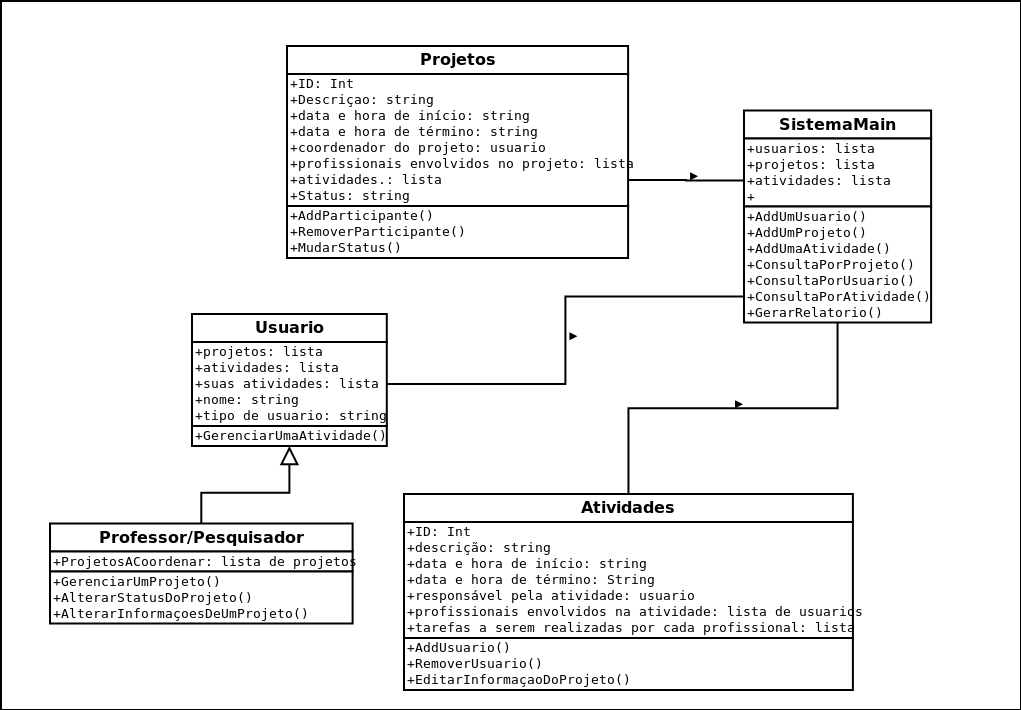 Projetos
+ID: Int
+Descriçao: string
+data e hora de início: string
+data e hora de término: string
+coordenador do projeto: usuario
+profissionais envolvidos no projeto: lista
+atividades.: lista
+Status: string
+AddParticipante()
+RemoverParticipante()
+MudarStatus()
SistemaMain
+usuarios: lista
+projetos: lista
+atividades: lista
+
+AddUmUsuario()
+AddUmProjeto()
+AddUmaAtividade()
+ConsultaPorProjeto()
+ConsultaPorUsuario()
+ConsultaPorAtividade()
+GerarRelatorio()
Usuario
+projetos: lista
+atividades: lista
+suas atividades: lista
+nome: string
+tipo de usuario: string
+GerenciarUmaAtividade()
Professor/Pesquisador
+ProjetosACoordenar: lista de projetos
+GerenciarUmProjeto()
+AlterarStatusDoProjeto()
+AlterarInformaçoesDeUmProjeto()
Atividades
+ID: Int
+descrição: string
+data e hora de início: string
+data e hora de término: String
+responsável pela atividade: usuario
+profissionais envolvidos na atividade: lista de usuarios
+tarefas a serem realizadas por cada profissional: lista
+AddUsuario()
+RemoverUsuario()
+EditarInformaçaoDoProjeto()